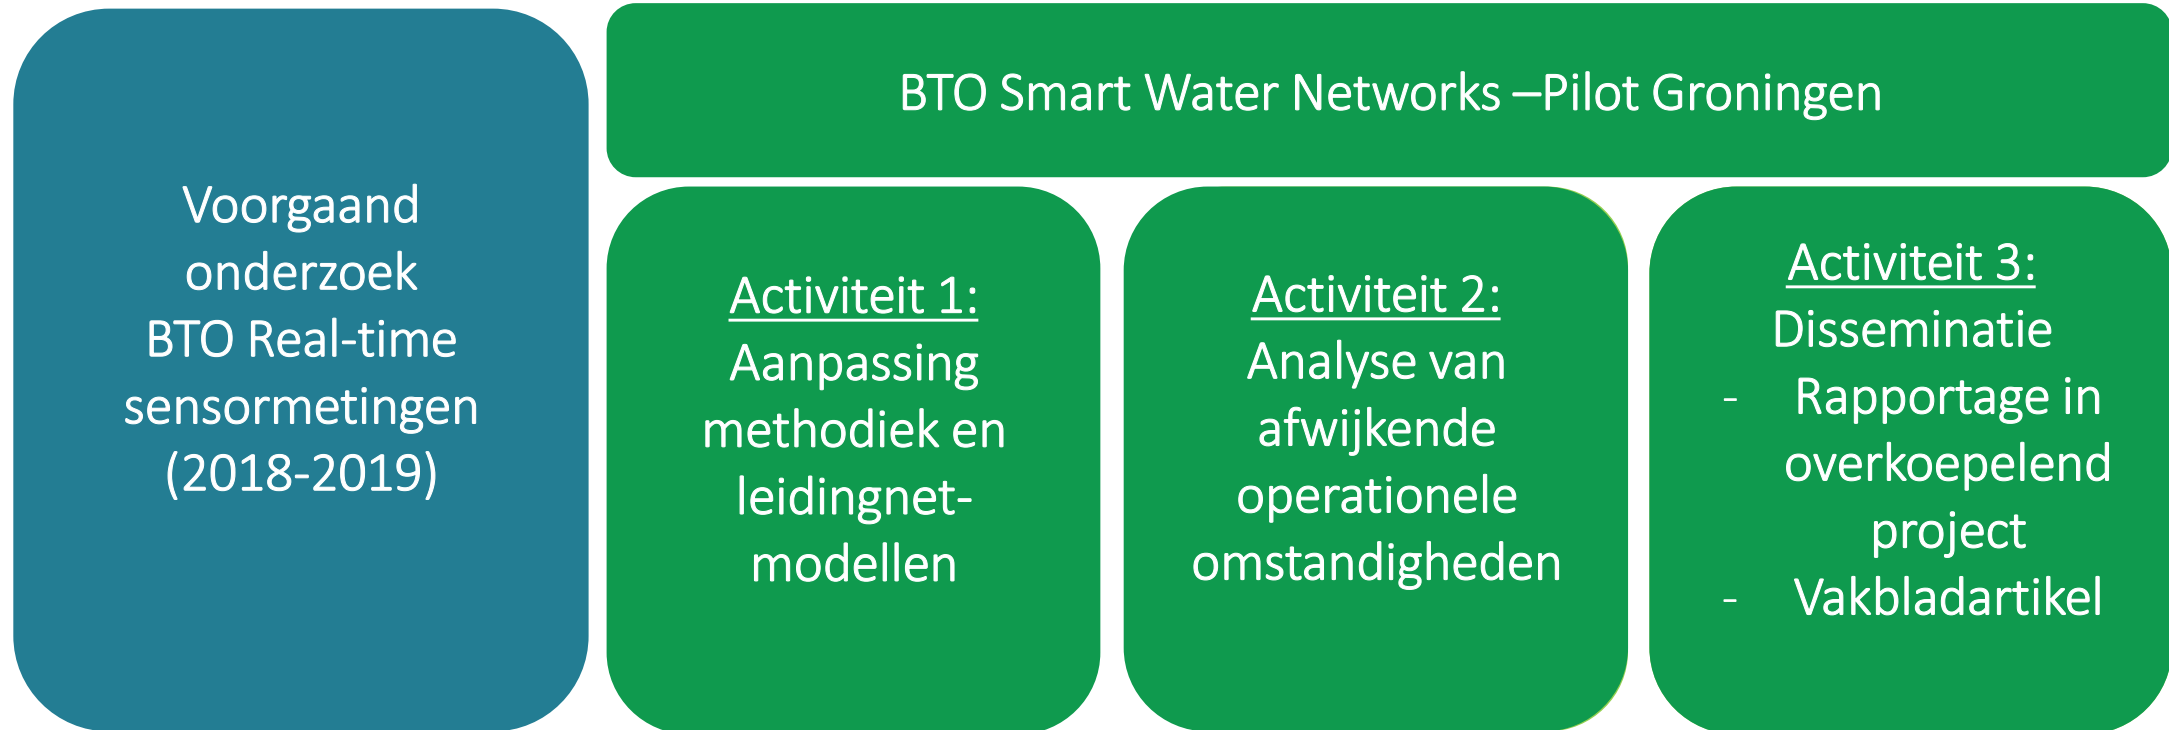 Voorgaand
onderzoek
BTO Real-time
sensormetingen
(2018-2019)
BTO Smart Water Networks –Pilot Groningen
Activiteit 1:
Aanpassing
methodiek en
leidingnet-
modellen
Activiteit 2:
Analyse van
afwijkende
operationele
omstandigheden
Activiteit 3:
Disseminatie
- Rapportage in
overkoepelend
project
- Vakbladartikel